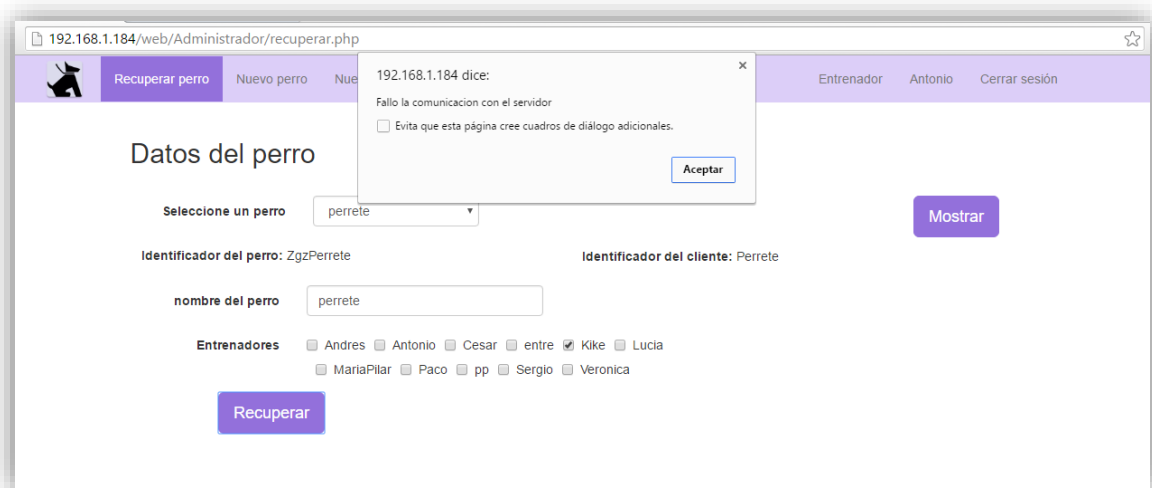 192.168.1.184/web/Administrador/recuperar.php
Recuperar perro Nuevo perro Nue Entrenador Antonio Cerrar sesión
192.168.1.184 dice:
Fallo la comunicacion con el servidor
Evita que esta página cree cuadros de diálogo adicionales.
Aceptar
Datos del perro
Seleccione un perro perrete Mostrar
Identificador del perro: ZgzPerrete Identificador del cliente: Perrete
nombre del perro perrete
Entrenadores Andres Antonio Cesar entre Kike Lucia
MariaPilar Paco pp Sergio Veronica
Recuperar